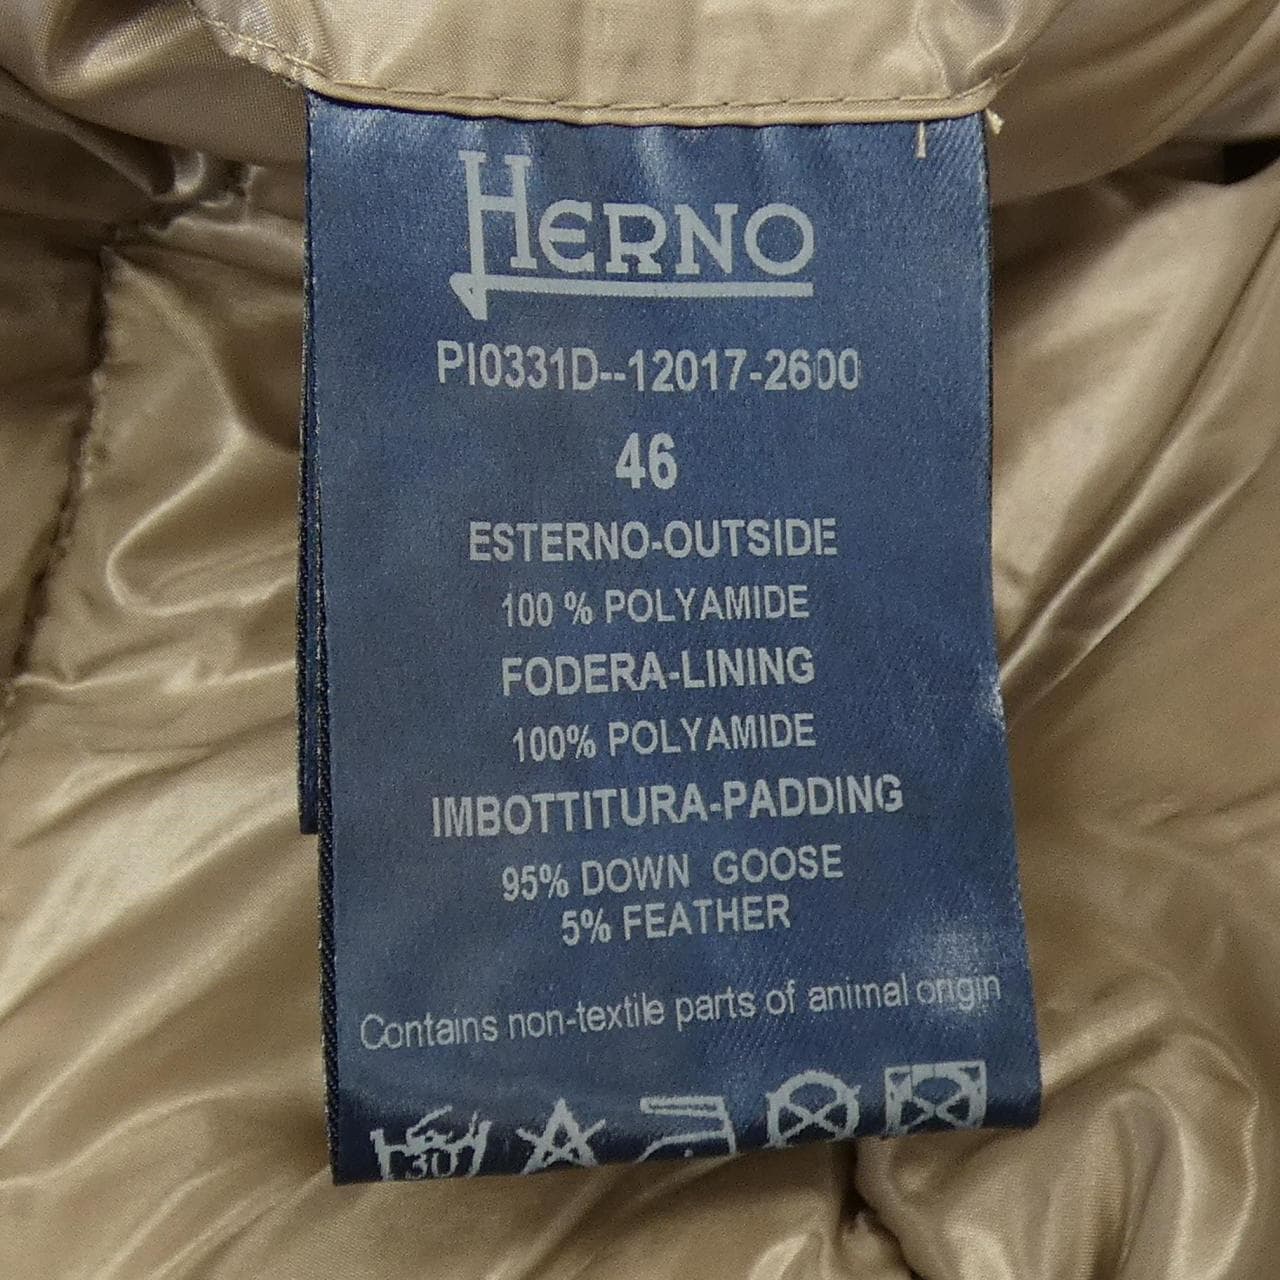 HERNO
PI0331D--12017-2600
46
ESTERNO-OUTSIDE
100 % POLYAMIDE
FODERA-LINING
100% POLYAMIDE
IMBOTTITURA-PADDING
95% DOWN GOOSE
5% FEATHER
Contains non-textile parts of animal origin
30